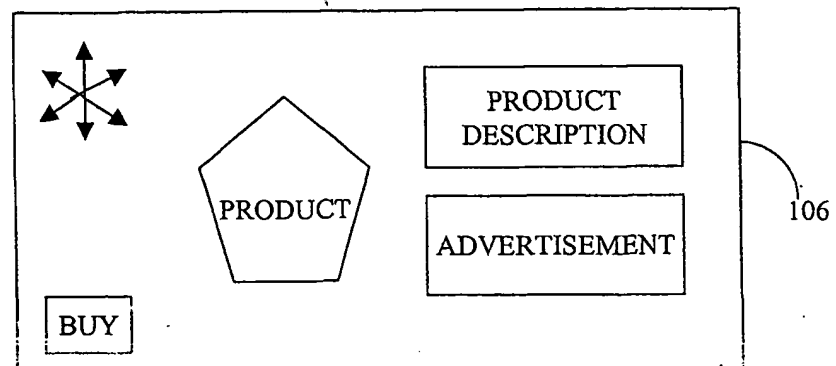 PRODUCT
DESCRIPTION
PRODUCT
ADVERTISEMENT
106
BUY